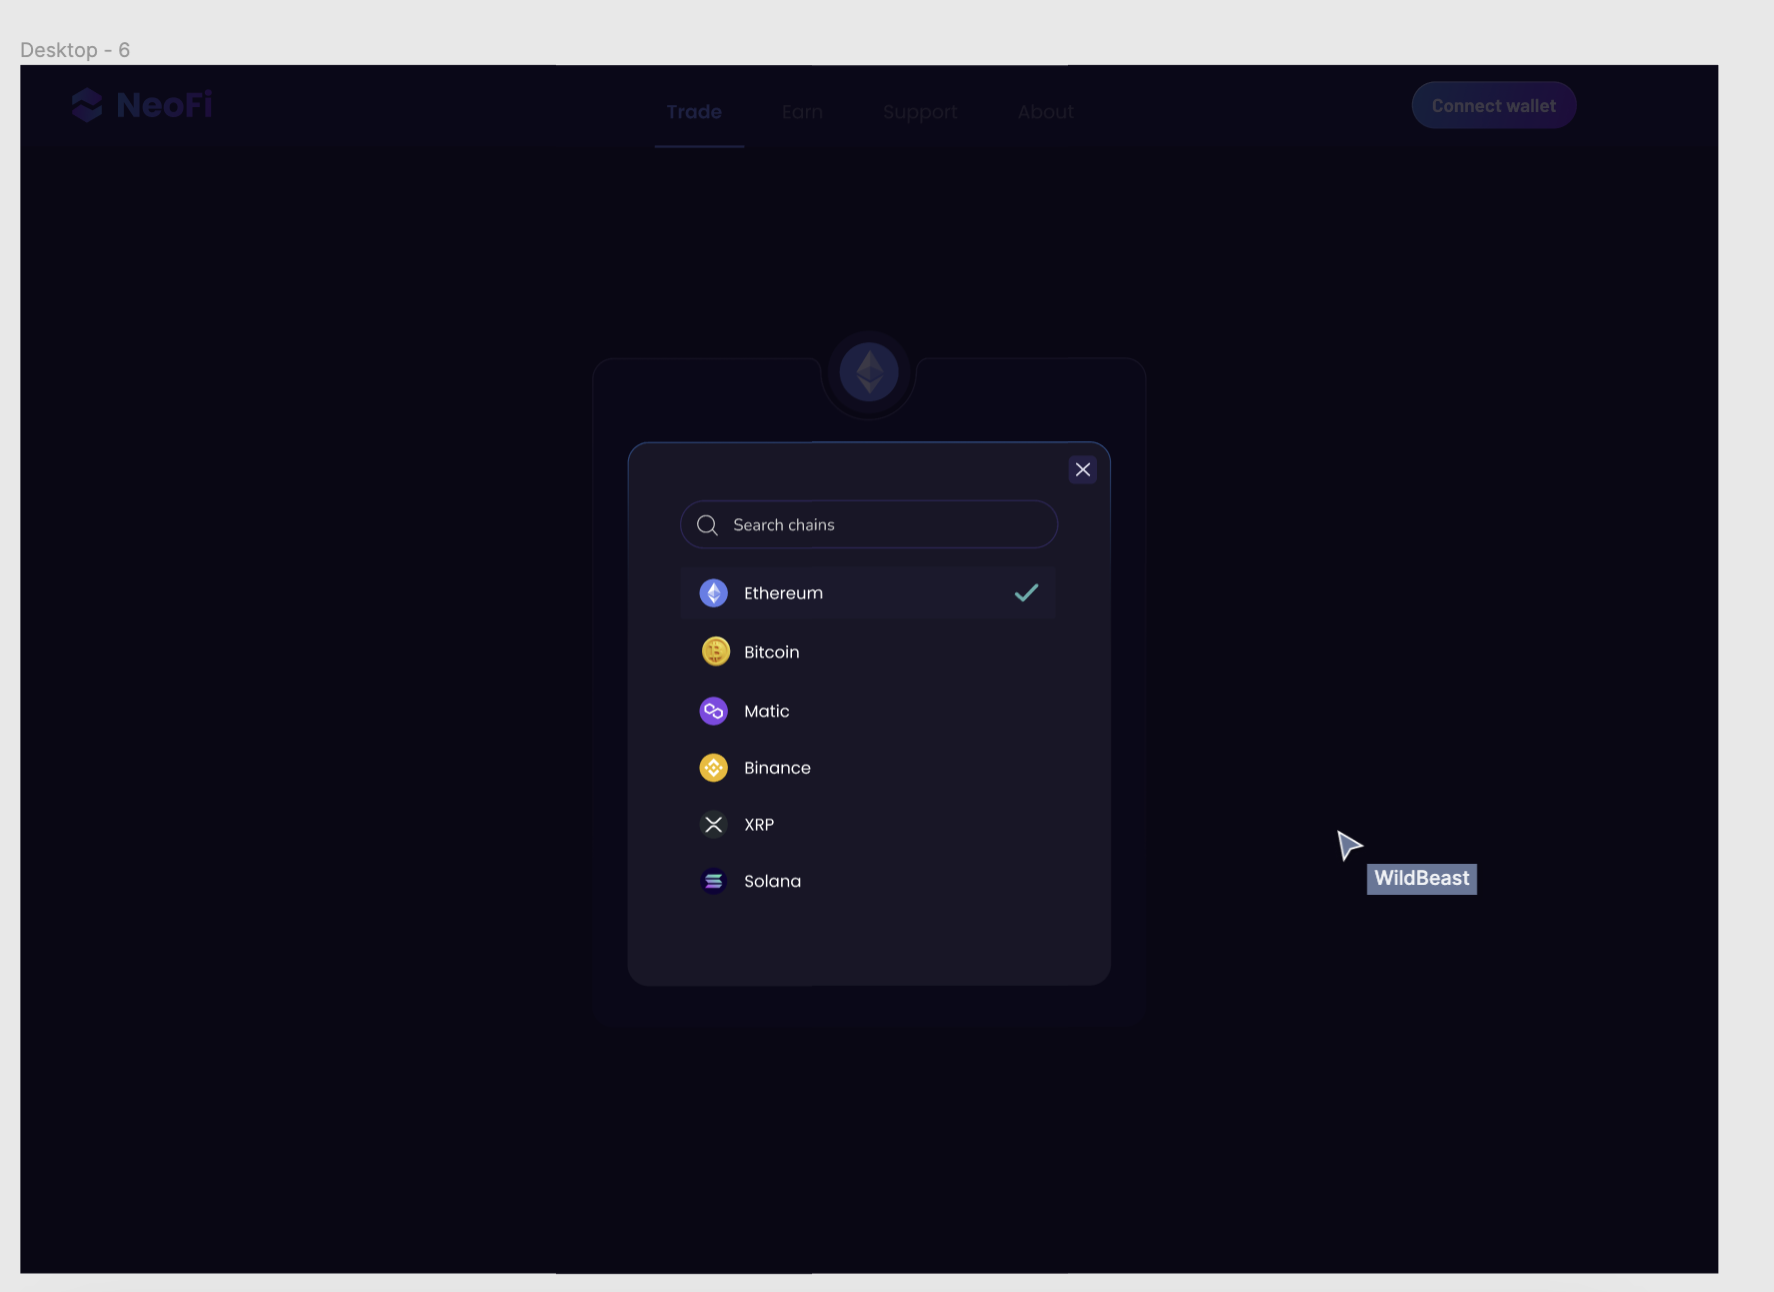 Desktop - 6
NeoFi
Trade
Earn
Support
About
Connect wallet
Search chains
Ethereum
Bitcoin
Matic
Binance
XRP
Solana
WildBeast